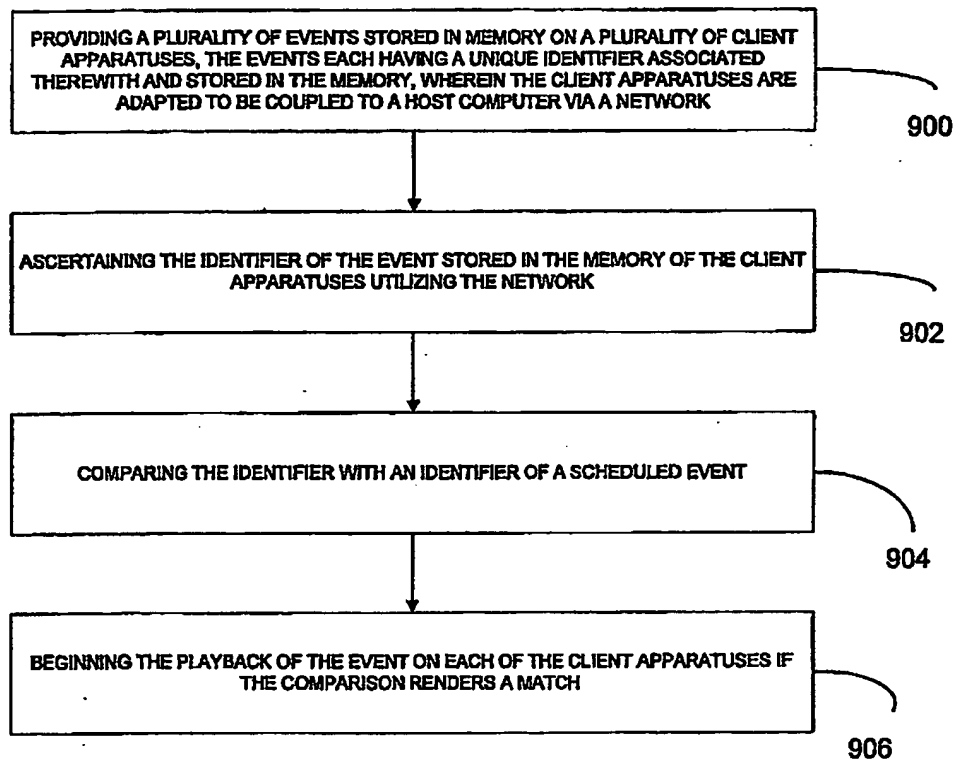 PROVIDING A PLURALITY OF EVENTS STORED IN MEMORY ON A PLURALITY OF CLIENT
APPARATUSES, THE EVENTS EACH HAVING A UNIQUE IDENTIFIER ASSOCIATED
THEREWITH AND STORED IN THE MEMORY, WHEREIN THE CLIENT APPARATUSES ARE
ADAPTED TO BE COUPLED TO A HOST COMPUTER VIA A NETWORK
900
ASCERTAINING THE IDENTIFIER OF THE EVENT STORED IN THE MEMORY OF THE CLIENT
APPARATUSES UTILIZING THE NETWORK
902
COMPARING THE IDENTIFIER WITH AN IDENTIFIER OF A SCHEDULED EVENT
904
BEGINNING THE PLAYBACK OF THE EVENT ON EACH OF THE CLIENT APPARATUSES IF
THE COMPARISON RENDERS A MATCH
906